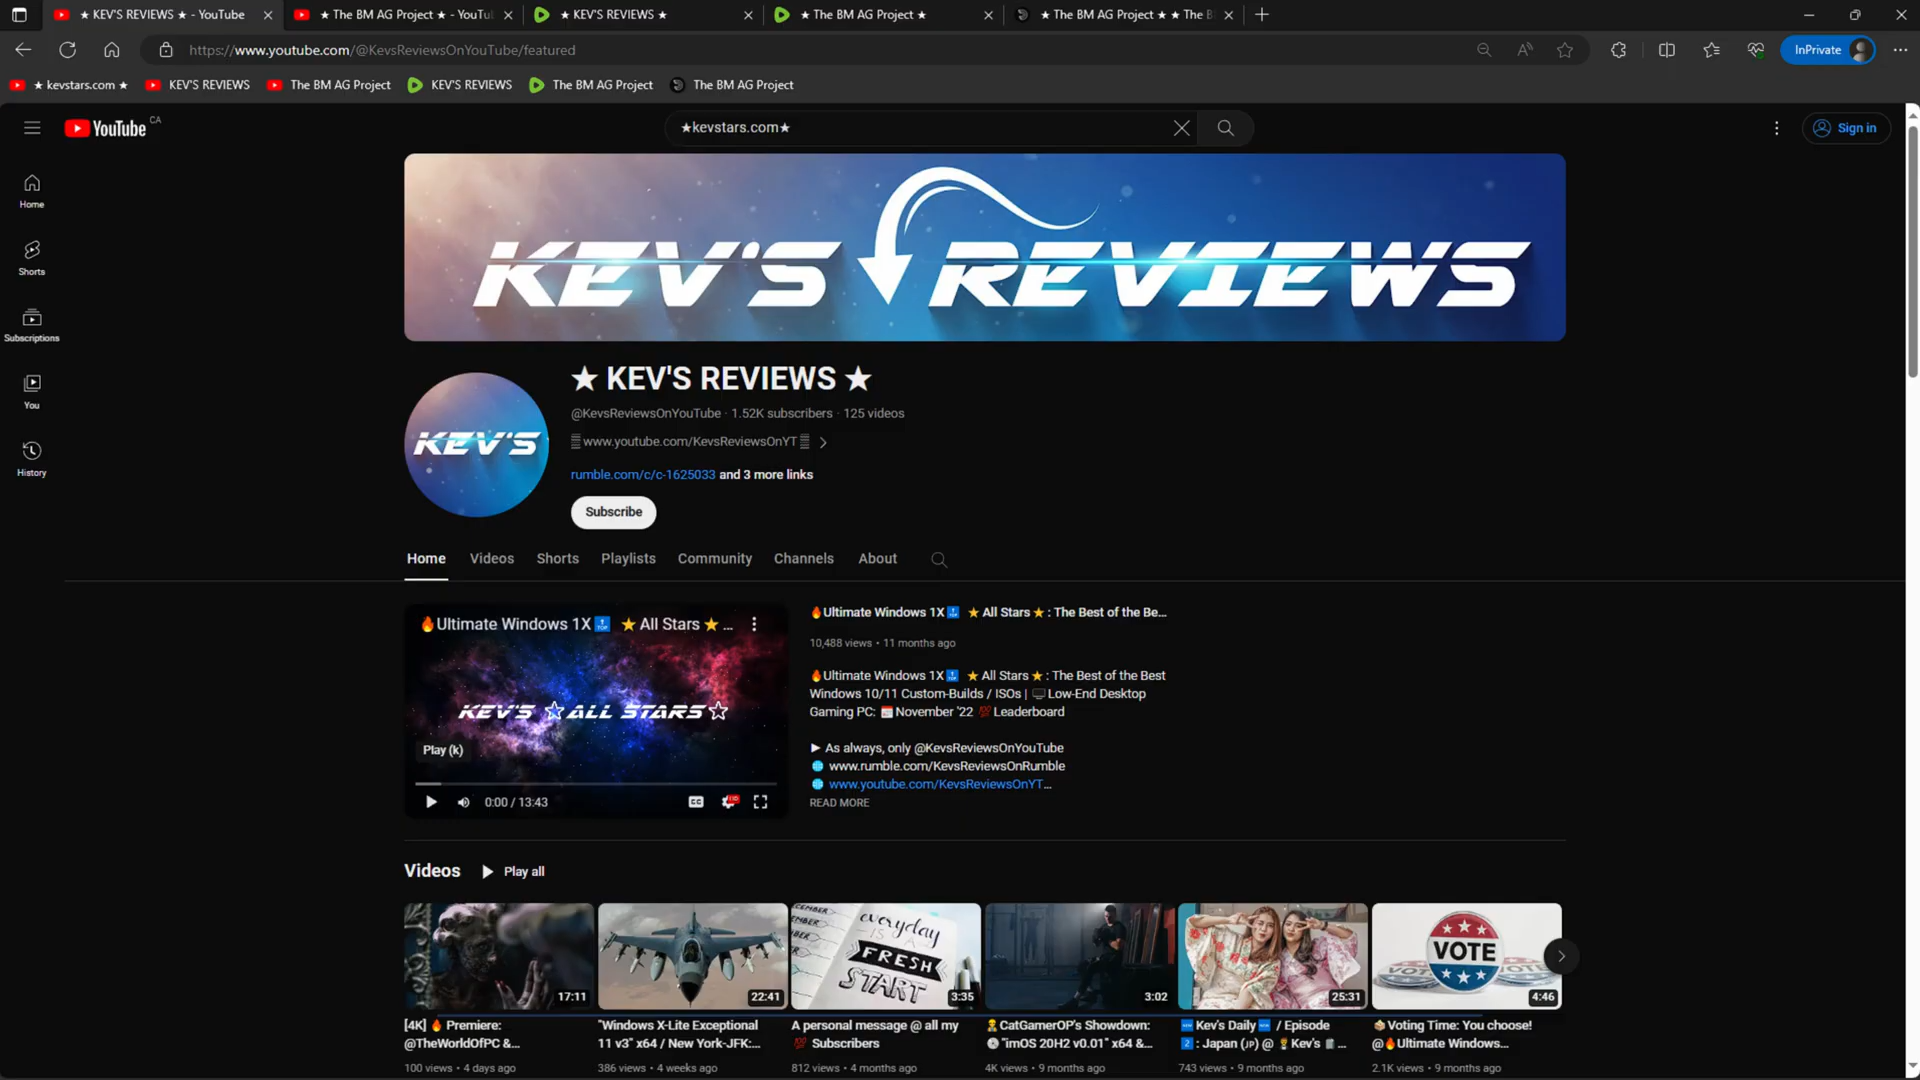 ★ KEV'S REVIEWS ★ - YouTube
★ The BM AG Project ★ - YouTu
★ KEV'S REVIEWS ★
★ The BM AG Project ★
★ The BM AG Project ★ ★ The B
https://www.youtube.com/@KevsReviewsOnYouTube/featured
InPrivate
★ kevstars.com ★
KEV'S REVIEWS
The BM AG Project
KEV'S REVIEWS
The BM AG Project
The BM AG Project
YouTube CA
★kevstars.com★
Sign in
Home
Shorts
Subscriptions
You
History
KEV'S REVIEWS
KEV'S
★ KEV'S REVIEWS ★
@KevsReviewsOnYouTube · 1.52K subscribers · 125 videos
▒www.youtube.com/KevsReviewsOnYT▒
rumble.com/c/c-1625033 and 3 more links
Subscribe
Home Videos Shorts Playlists Community Channels About
🔥Ultimate Windows 1X🔝 ⭐All Stars⭐ ...
KEV'S ☆ALL STARS☆
Play (k)
0:00 / 13:43
🔥Ultimate Windows 1X🔝 ⭐All Stars⭐: The Best of the Be...
10,488 views • 11 months ago
🔥Ultimate Windows 1X🔝 ⭐All Stars⭐: The Best of the Best
Windows 10/11 Custom-Builds / ISOs | 🖥️Low-End Desktop
Gaming PC: 📅November '22 💯Leaderboard
► As always, only @KevsReviewsOnYouTube
🌐 www.rumble.com/KevsReviewsOnRumble
🌐 www.youtube.com/KevsReviewsOnYT...
READ MORE
Videos
Play all
17:11
22:41
everyday
IS A
FRESH
START
3:35
3:02
25:31
VOTE
4:46
[4K] 🔥 Premiere:
@TheWorldOfPC &...
100 views • 4 days ago
"Windows X-Lite Exceptional
11 v3" x64 / New York-JFK:...
386 views • 4 weeks ago
A personal message @ all my
💯 Subscribers
812 views • 4 months ago
CatGamerOP's Showdown:
💿"imOS 20H2 v0.01" x64 &...
4K views • 9 months ago
🆕Kev's Daily🆕 / Episode
2️⃣: Japan (JP) @ Kev's ...
743 views • 9 months ago
🗳️Voting Time: You choose!
@🔥Ultimate Windows...
2.1K views • 9 months ago